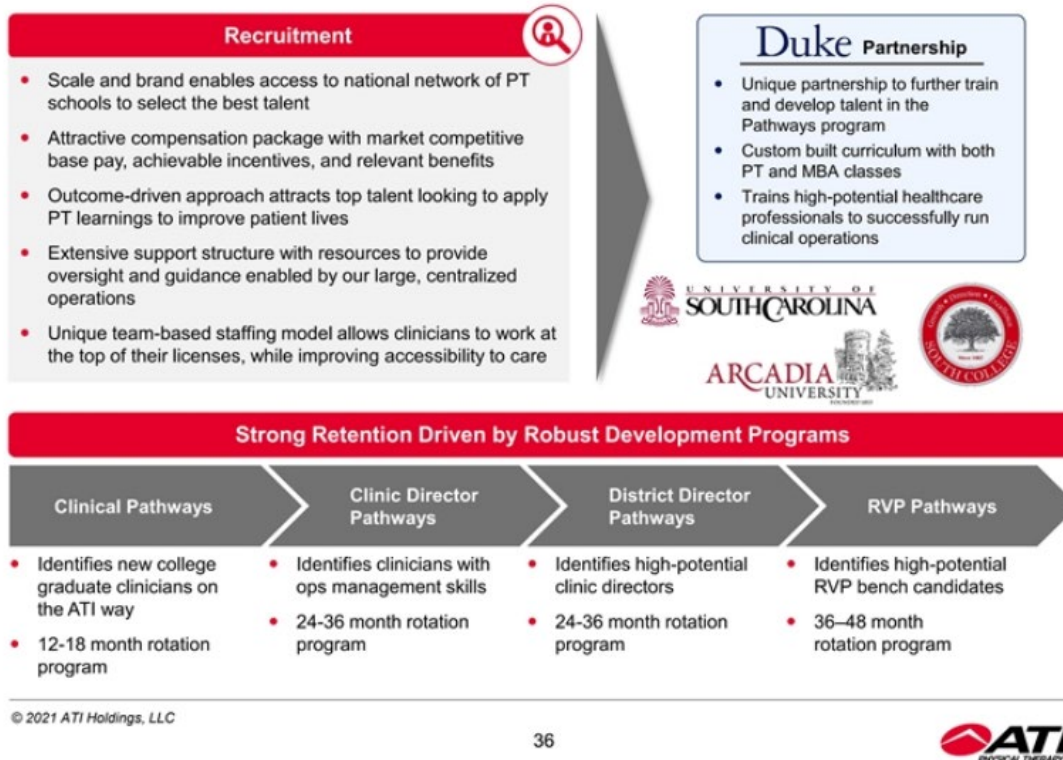 Recruitment
• Scale and brand enables access to national network of PT
schools to select the best talent
• Attractive compensation package with market competitive
base pay, achievable incentives, and relevant benefits
• Outcome-driven approach attracts top talent looking to apply
PT learnings to improve patient lives
• Extensive support structure with resources to provide
oversight and guidance enabled by our large, centralized
operations
• Unique team-based staffing model allows clinicians to work at
the top of their licenses, while improving accessibility to care
Duke Partnership
• Unique partnership to further train
and develop talent in the
Pathways program
• Custom built curriculum with both
PT and MBA classes
• Trains high-potential healthcare
professionals to successfully run
clinical operations
UNIVERSITY OF
SOUTH CAROLINA
ARCADIA
UNIVERSITY
SOUTH COLLEGE
Strong Retention Driven by Robust Development Programs
Clinical Pathways
• Identifies new college
graduate clinicians on
the ATI way
• 12-18 month rotation
program
Clinic Director
Pathways
• Identifies clinicians with
ops management skills
• 24-36 month rotation
program
District Director
Pathways
• Identifies high-potential
clinic directors
• 24-36 month rotation
program
RVP Pathways
• Identifies high-potential
RVP bench candidates
• 36–48 month
rotation program
© 2021 ATI Holdings, LLC
36
ATI